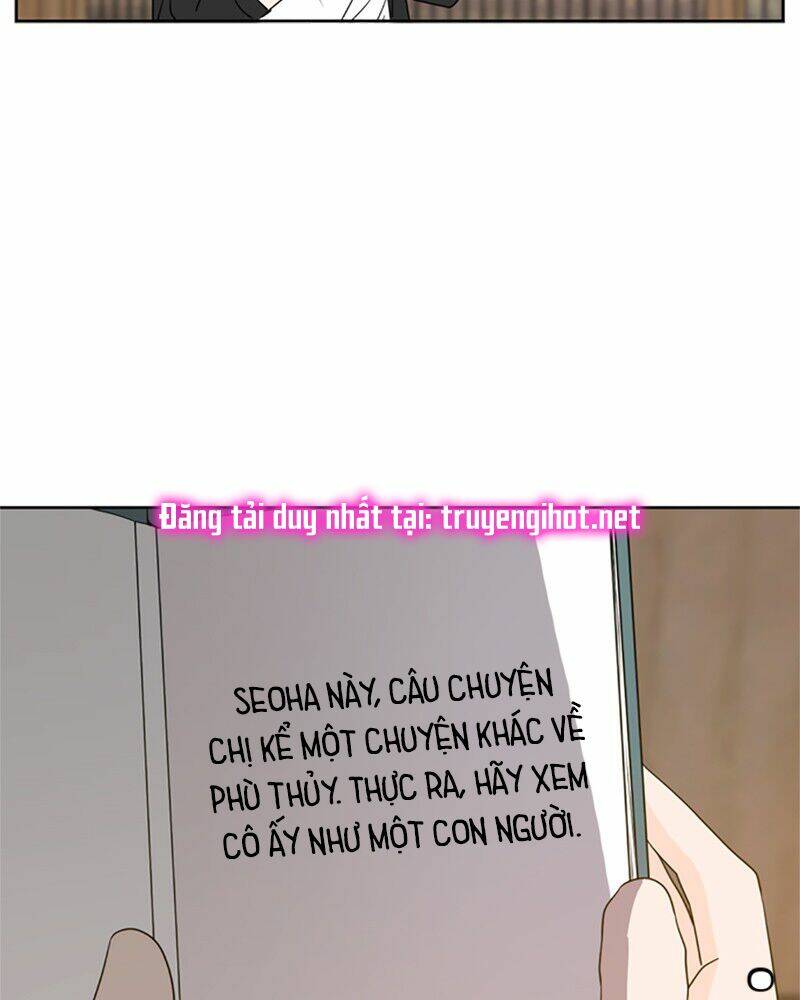 Đăng tải duy nhất tại: truyengihot.net
SEOHA NÀY, CÂU CHUYỆN
CHỊ KỂ MỘT CHUYỆN KHÁC VỀ
PHÙ THỦY. THỰC RA, HÃY XEM
CÔ ẤY NHƯ MỘT CON NGƯỜI.